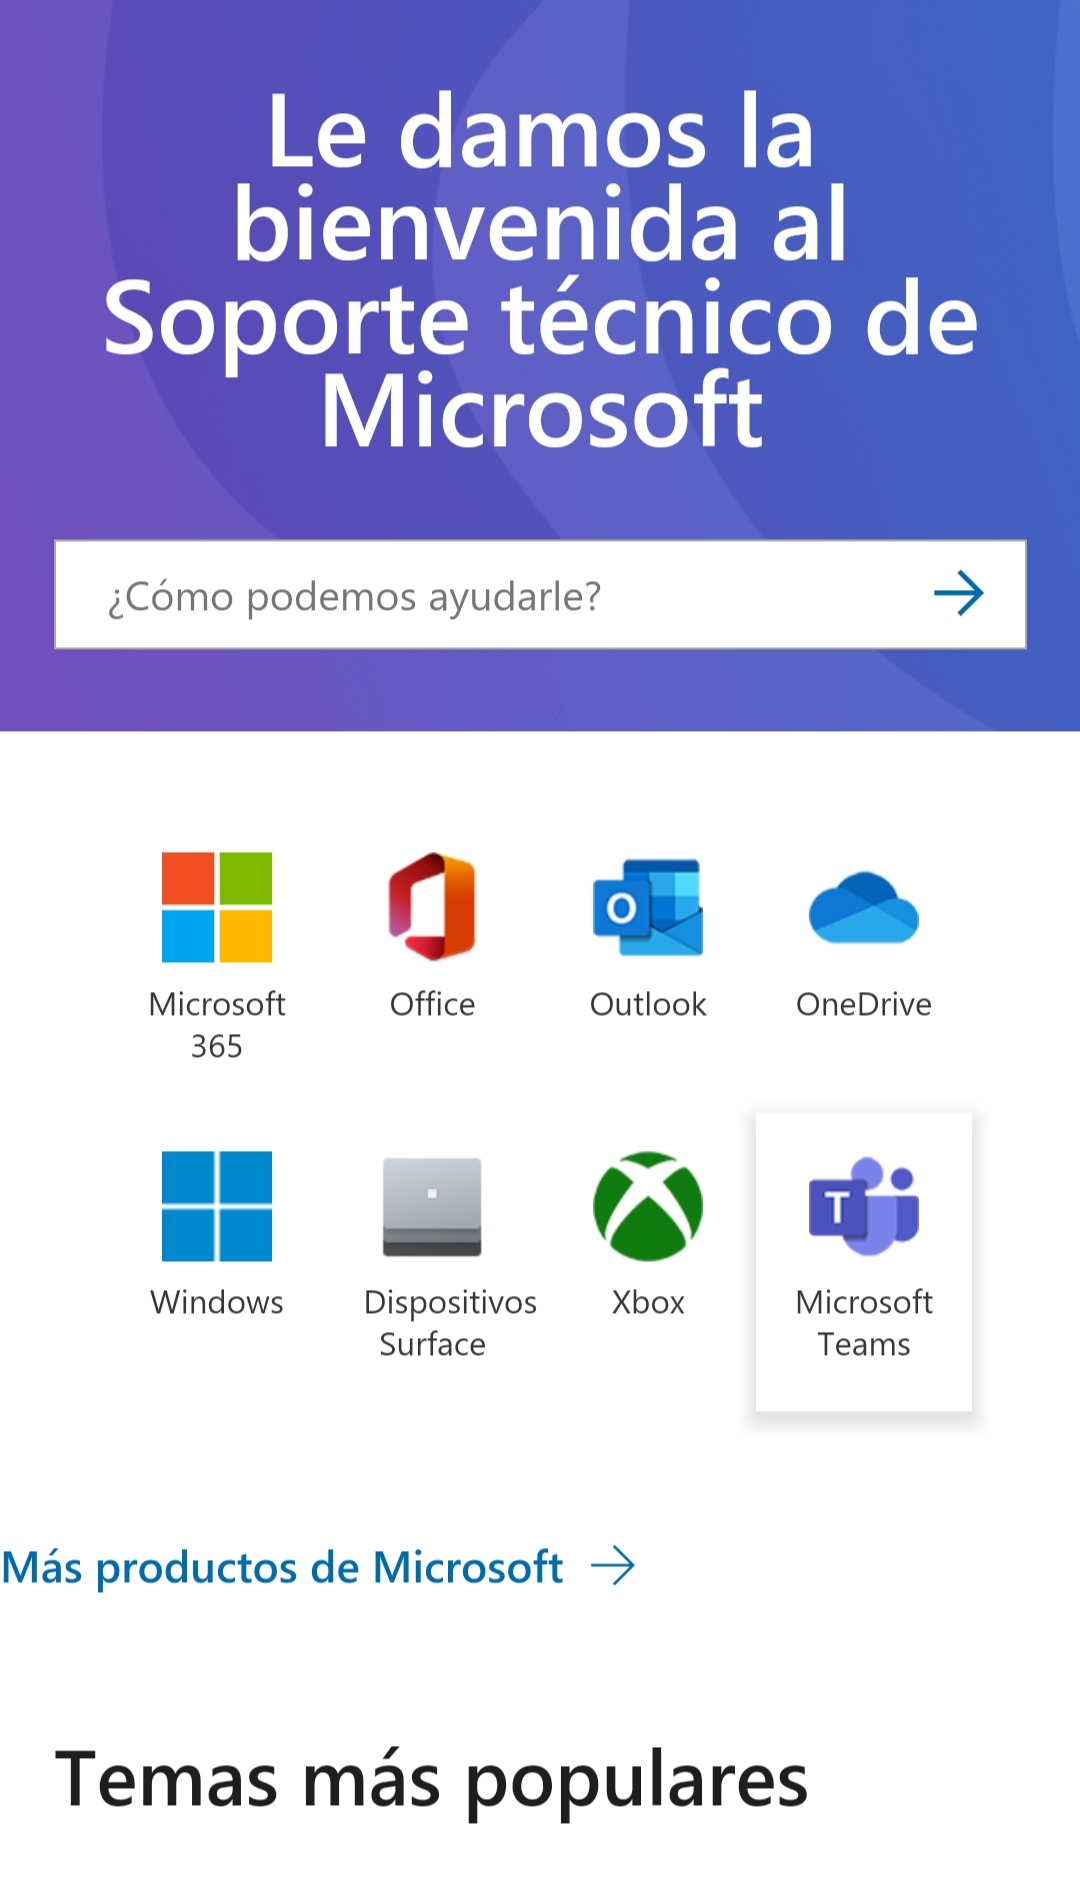 Le damos la
bienvenida al
Soporte técnico de
Microsoft
¿Cómo podemos ayudarle?
Microsoft
365
Office
Outlook
OneDrive
Windows
Dispositivos
Surface
Xbox
Microsoft
Teams
Más productos de Microsoft
Temas más populares